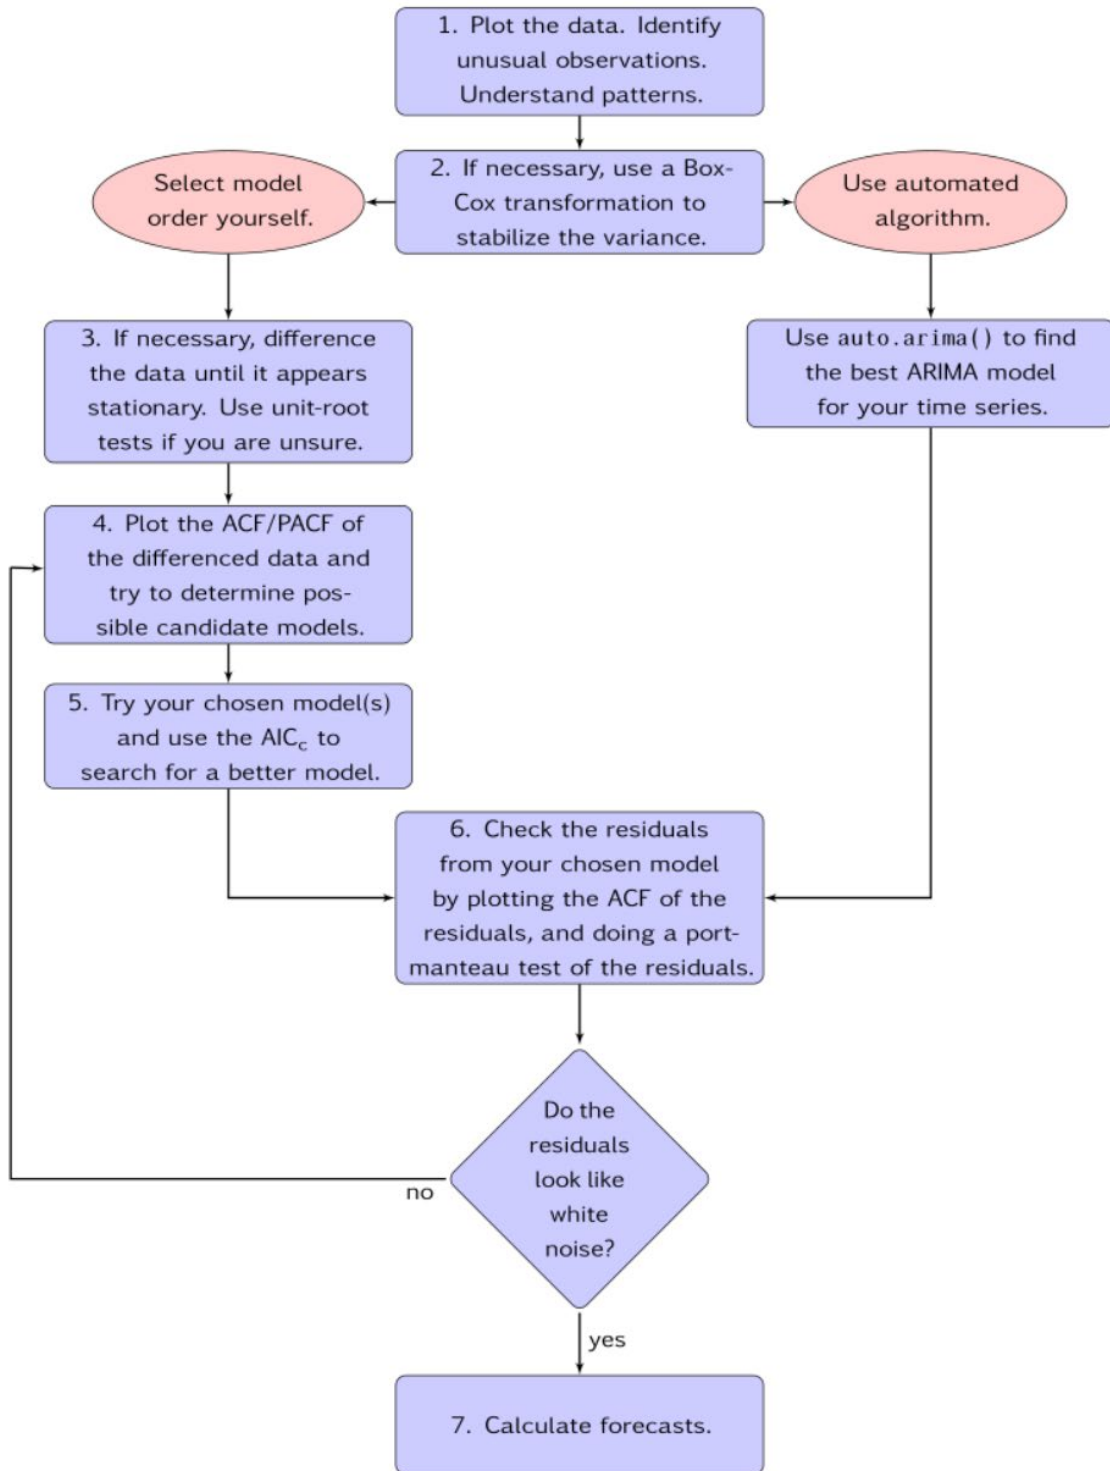 1. Plot the data. Identify
unusual observations.
Understand patterns.
Select model
order yourself.
2. If necessary, use a Box-
Cox transformation to
stabilize the variance.
Use automated
algorithm.
3. If necessary, difference
the data until it appears
stationary. Use unit-root
tests if you are unsure.
Use auto.arima() to find
the best ARIMA model
for your time series.
4. Plot the ACF/PACF of
the differenced data and
try to determine pos-
sible candidate models.
5. Try your chosen model(s)
and use the AICc to
search for a better model.
6. Check the residuals
from your chosen model
by plotting the ACF of the
residuals, and doing a port-
manteau test of the residuals.
Do the
residuals
look like
white
noise?
no
yes
7. Calculate forecasts.